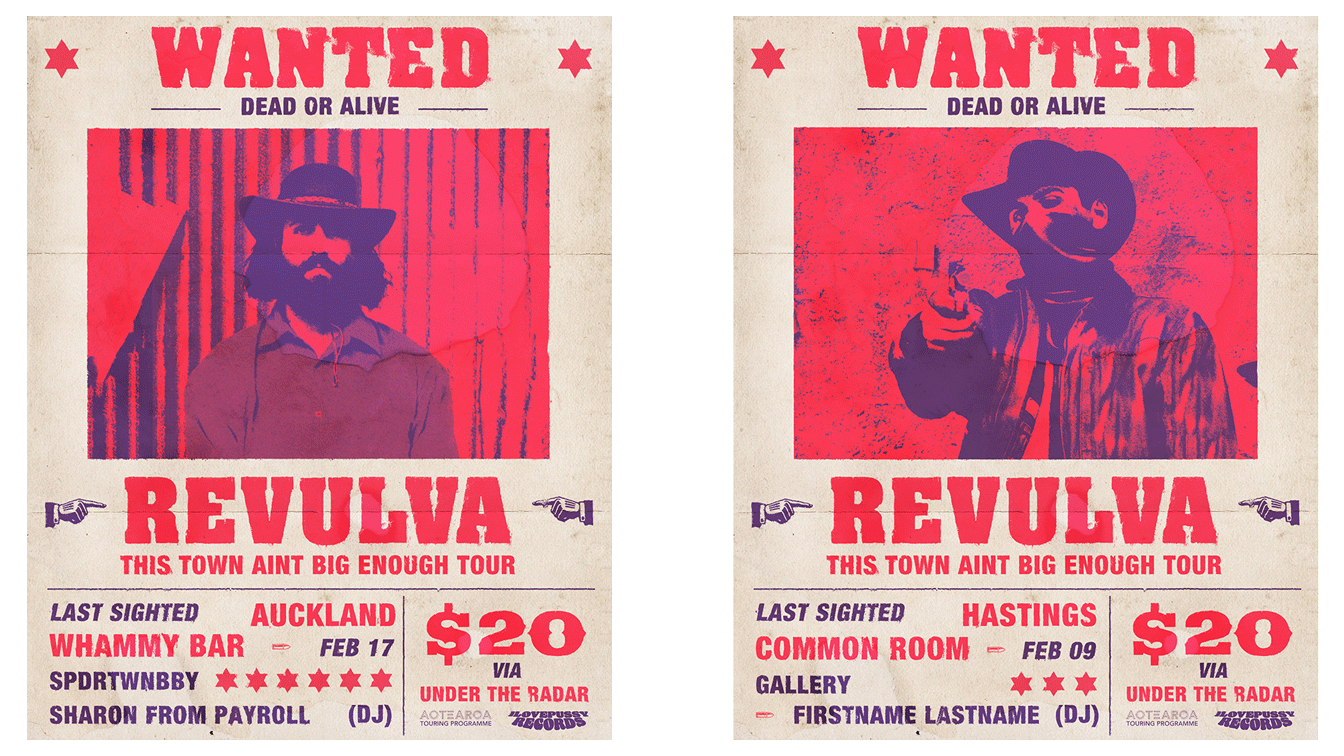 WANTED
DEAD OR ALIVE
REVULVA
THIS TOWN AINT BIG ENOUGH TOUR
LAST SIGHTED AUCKLAND
WHAMMY BAR FEB 17
SPDRTWNBBY
SHARON FROM PAYROLL (DJ)
$20
VIA
UNDER THE RADAR
AOTEAROA
TOURING PROGRAMME
ILOVEPUSSY
RECORDS
WANTED
DEAD OR ALIVE
REVULVA
THIS TOWN AINT BIG ENOUGH TOUR
LAST SIGHTED HASTINGS
COMMON ROOM FEB 09
GALLERY
FIRSTNAME LASTNAME (DJ)
$20
VIA
UNDER THE RADAR
AOTEAROA
TOURING PROGRAMME
ILOVEPUSSY
RECORDS